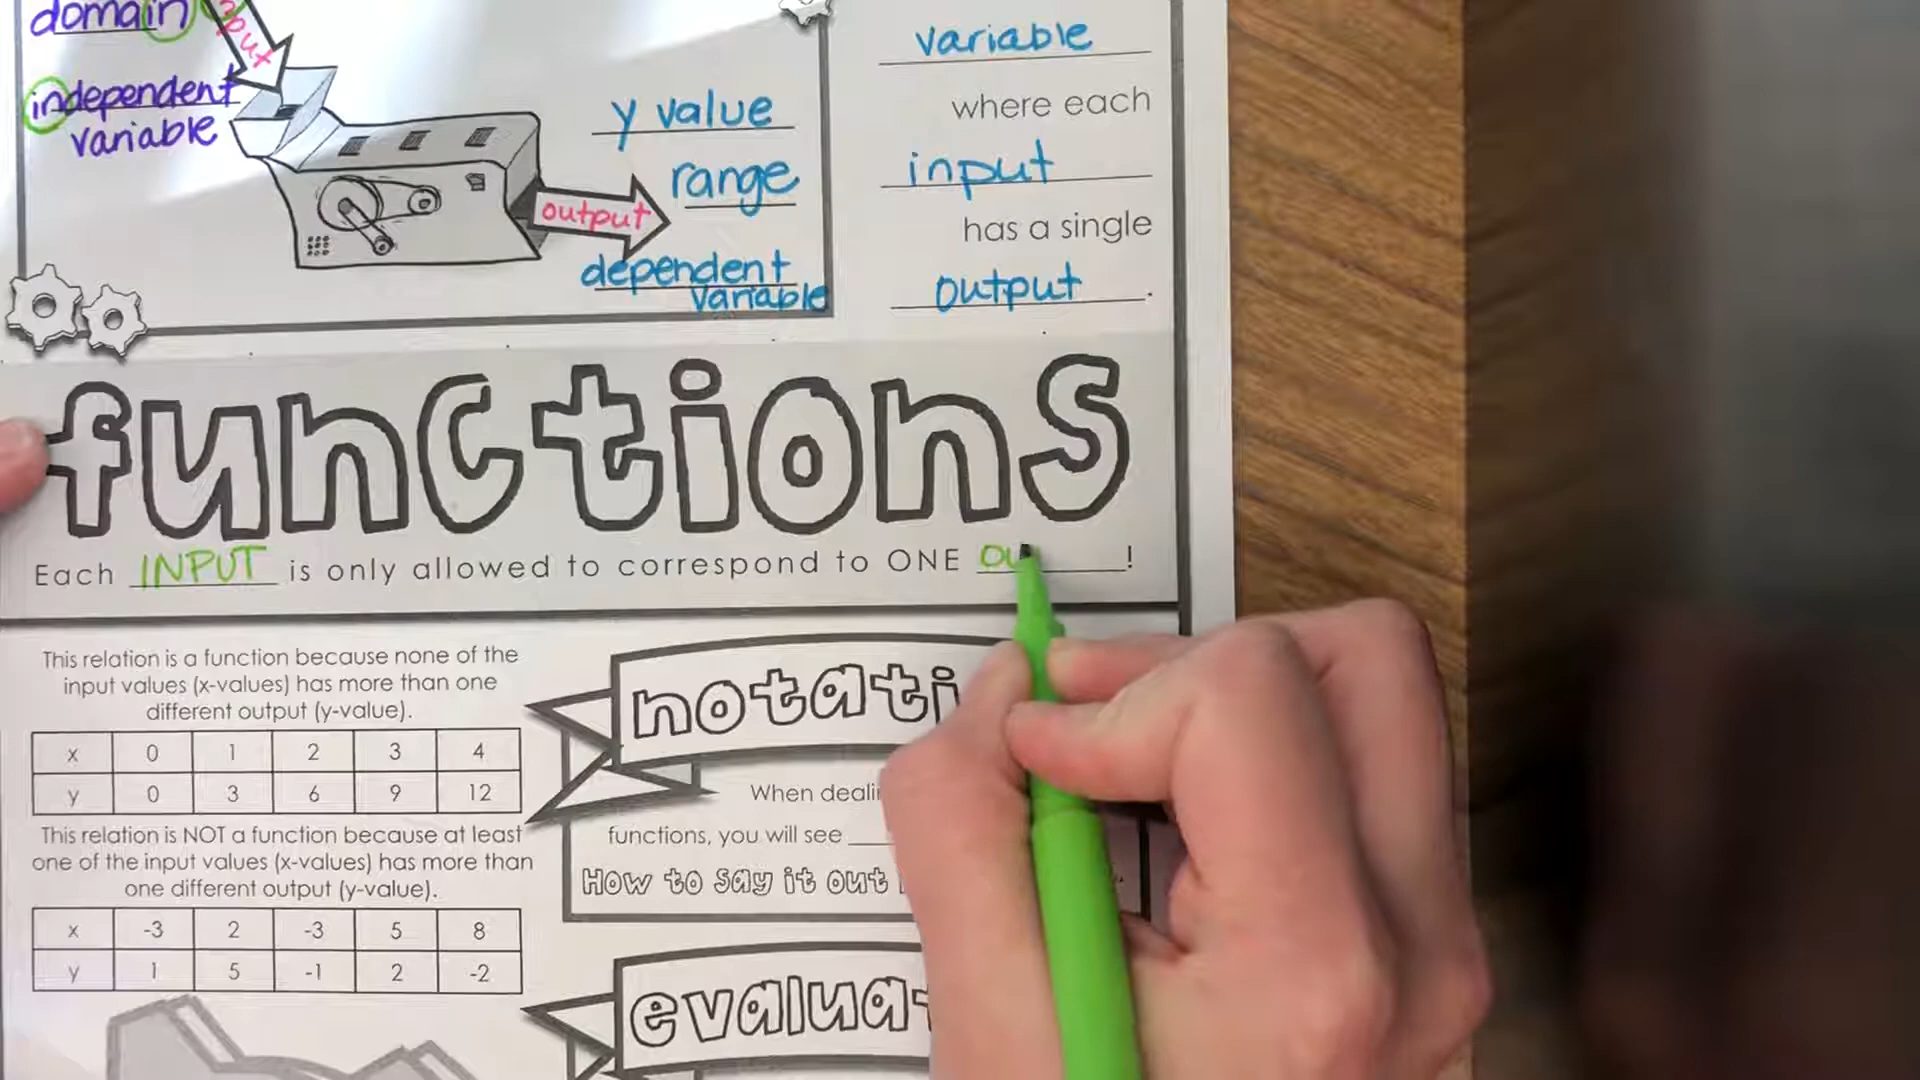 domain
input
independent
variable
y value
range
output
dependent
variable
variable
where each
input
has a single
output.
functions
Each INPUT is only allowed to correspond to ONE OU!
This relation is a function because none of the
input values (x-values) has more than one
different output (y-value).
x 0 1 2 3 4
y 0 3 6 9 12
This relation is NOT a function because at least
one of the input values (x-values) has more than
one different output (y-value).
x -3 2 -3 5 8
y 1 5 -1 2 -2
notati
When deali
functions, you will see
How to say it out
evalua